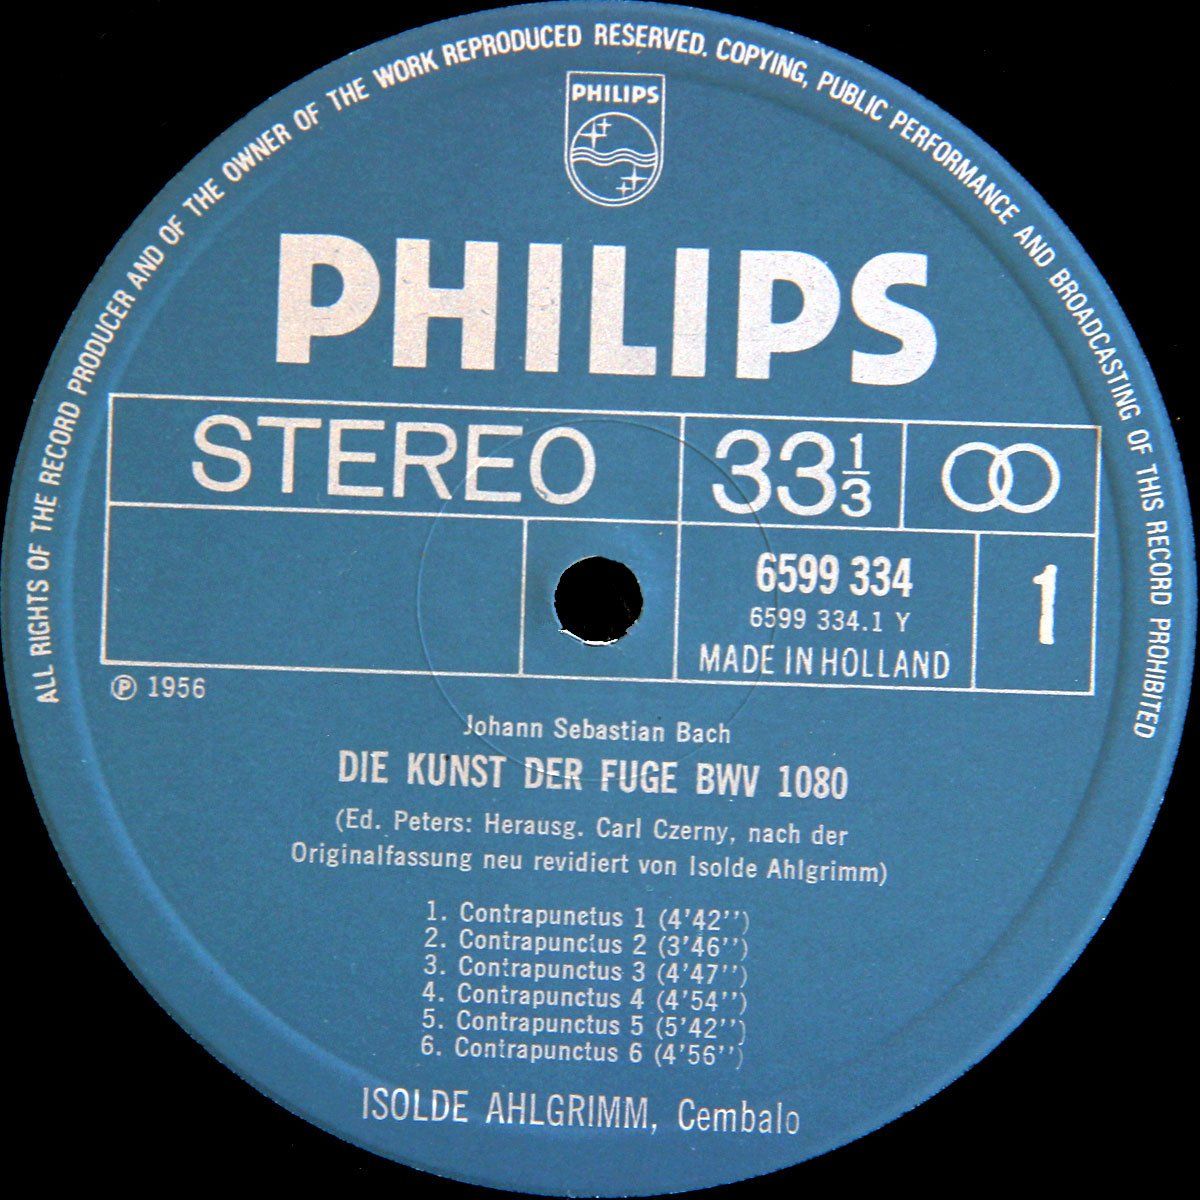 ALL RIGHTS OF THE RECORD PRODUCER AND OF THE OWNER OF THE WORK REPRODUCED RESERVED. COPYING, PUBLIC PERFORMANCE AND BROADCASTING OF THIS RECORD PROHIBITED
PHILIPS
PHILIPS
STEREO 33 1/3
6599 334 1
6599 334.1 Y
MADE IN HOLLAND
℗ 1956
Johann Sebastian Bach
DIE KUNST DER FUGE BWV 1080
(Ed. Peters: Herausg. Carl Czerny, nach der
Originalfassung neu revidiert von Isolde Ahlgrimm)
1. Contrapunetus 1 (4'42'')
2. Contrapunctus 2 (3'46'')
3. Contrapunctus 3 (4'47'')
4. Contrapunctus 4 (4'54'')
5. Contrapunctus 5 (5'42'')
6. Contrapunctus 6 (4'56'')
ISOLDE AHLGRIMM, Cembalo